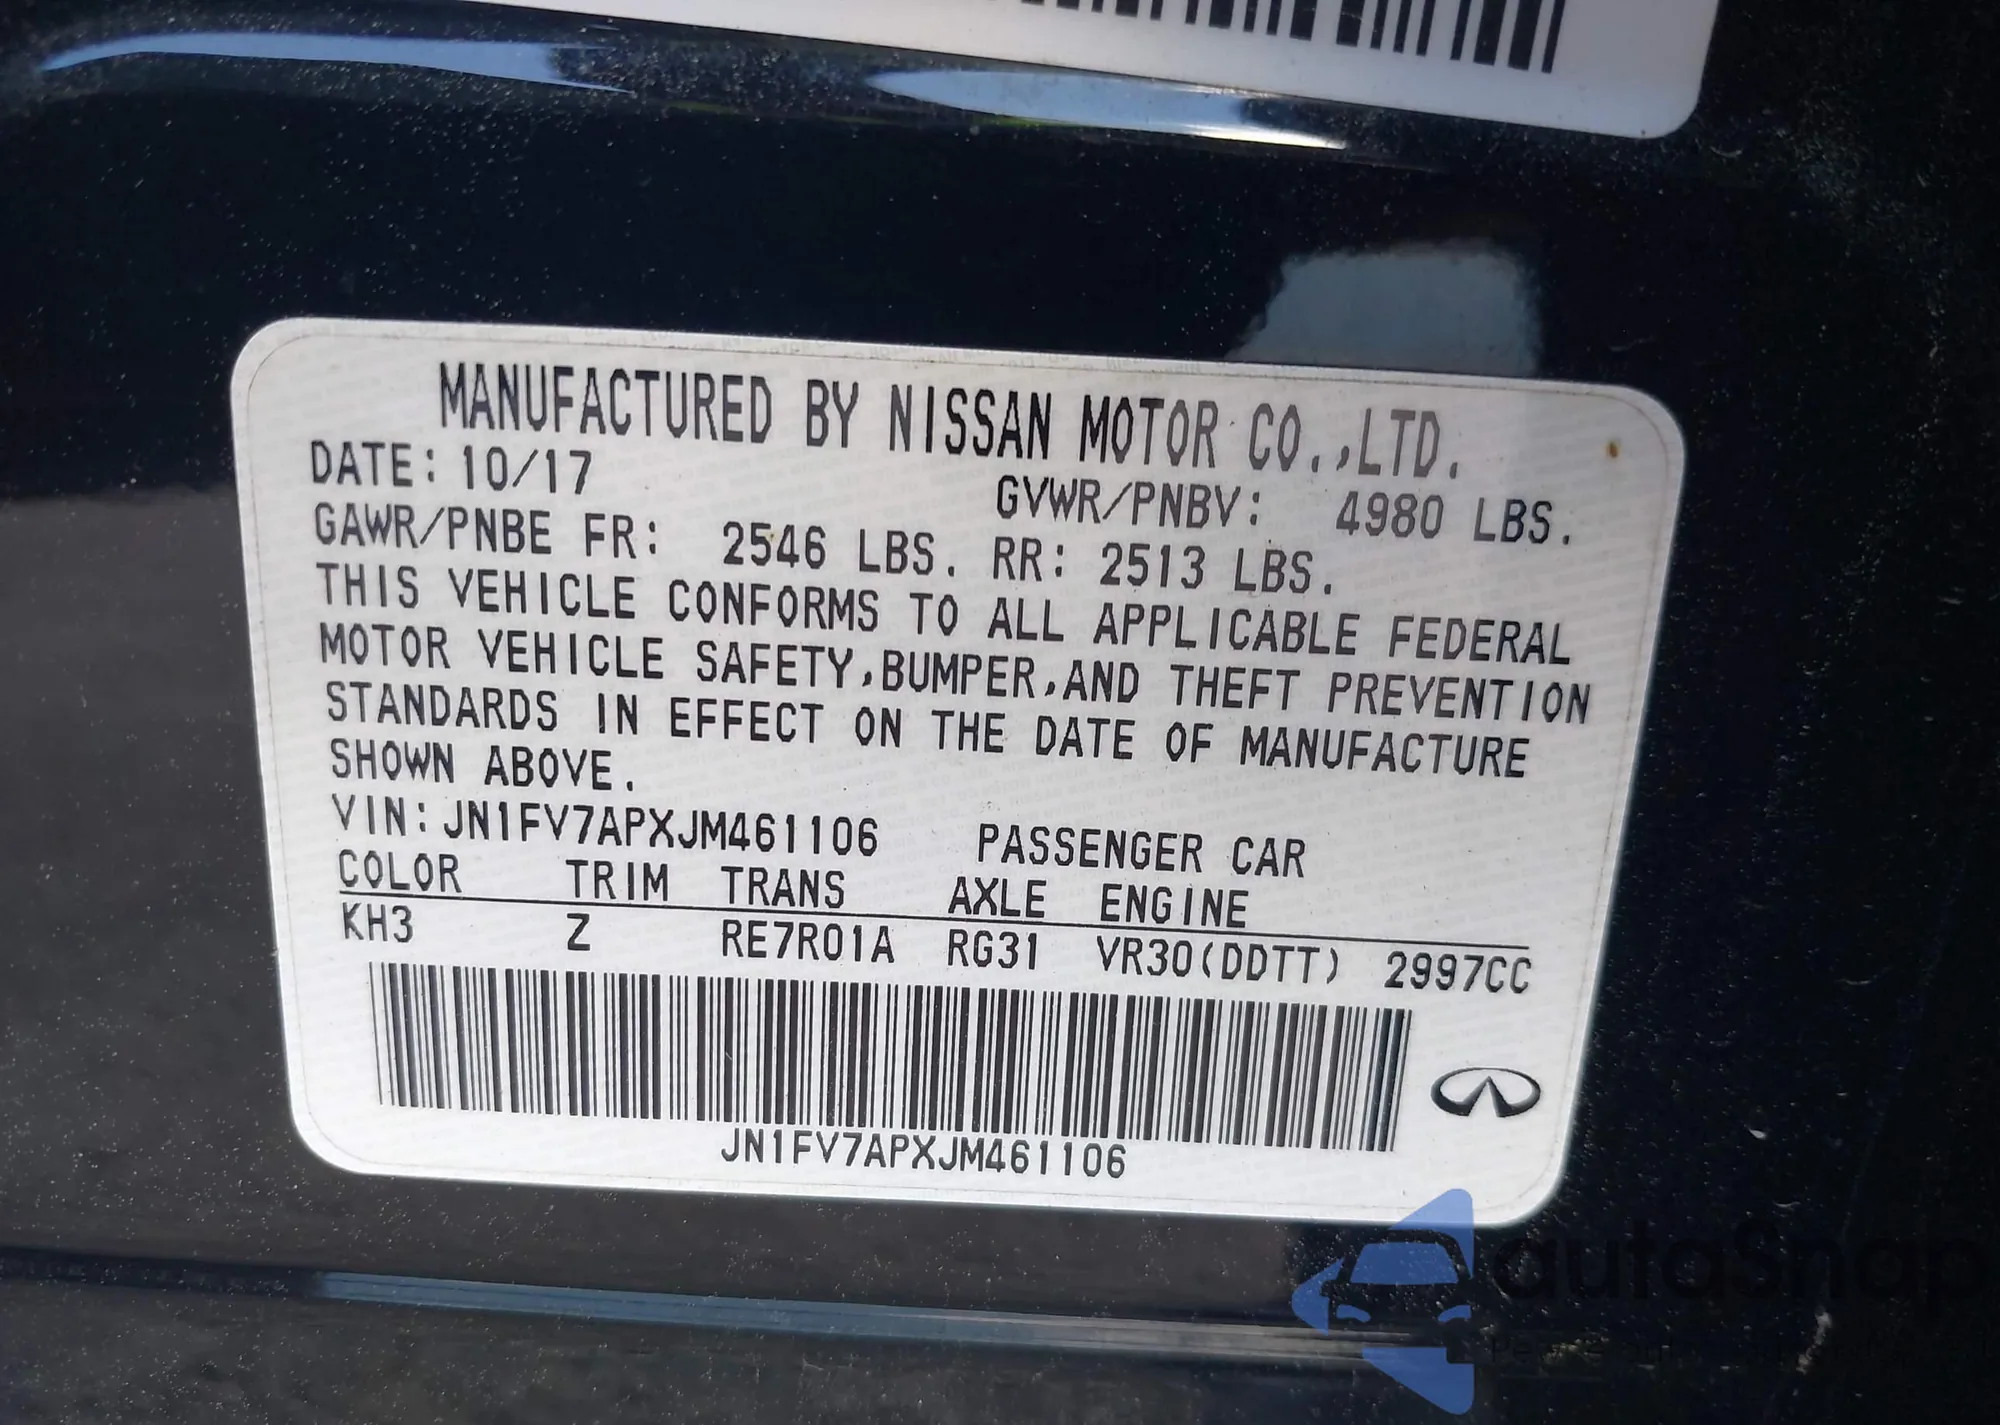 MANUFACTURED BY NISSAN MOTOR CO.,LTD.
DATE: 10/17 GVWR/PNBV: 4980 LBS.
GAWR/PNBE FR: 2546 LBS. RR: 2513 LBS.
THIS VEHICLE CONFORMS TO ALL APPLICABLE FEDERAL
MOTOR VEHICLE SAFETY,BUMPER,AND THEFT PREVENTION
STANDARDS IN EFFECT ON THE DATE OF MANUFACTURE
SHOWN ABOVE.
VIN: JN1FV7APXJM461106 PASSENGER CAR
COLOR TRIM TRANS AXLE ENGINE
KH3 Z RE7R01A RG31 VR30(DDTT) 2997CC
JN1FV7APXJM461106
autoSnap